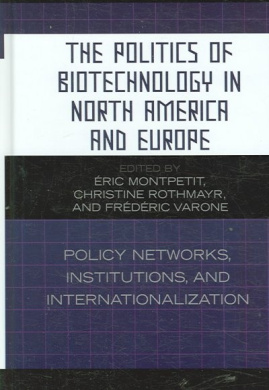 THE POLITICS OF
BIOTECHNOLOGY IN
NORTH AMERICA
AND EUROPE
EDITED BY
ÉRIC MONTPETIT,
CHRISTINE ROTHMAYR,
AND FRÉDÉRIC VARONE
POLICY NETWORKS,
INSTITUTIONS, AND
INTERNATIONALIZATION